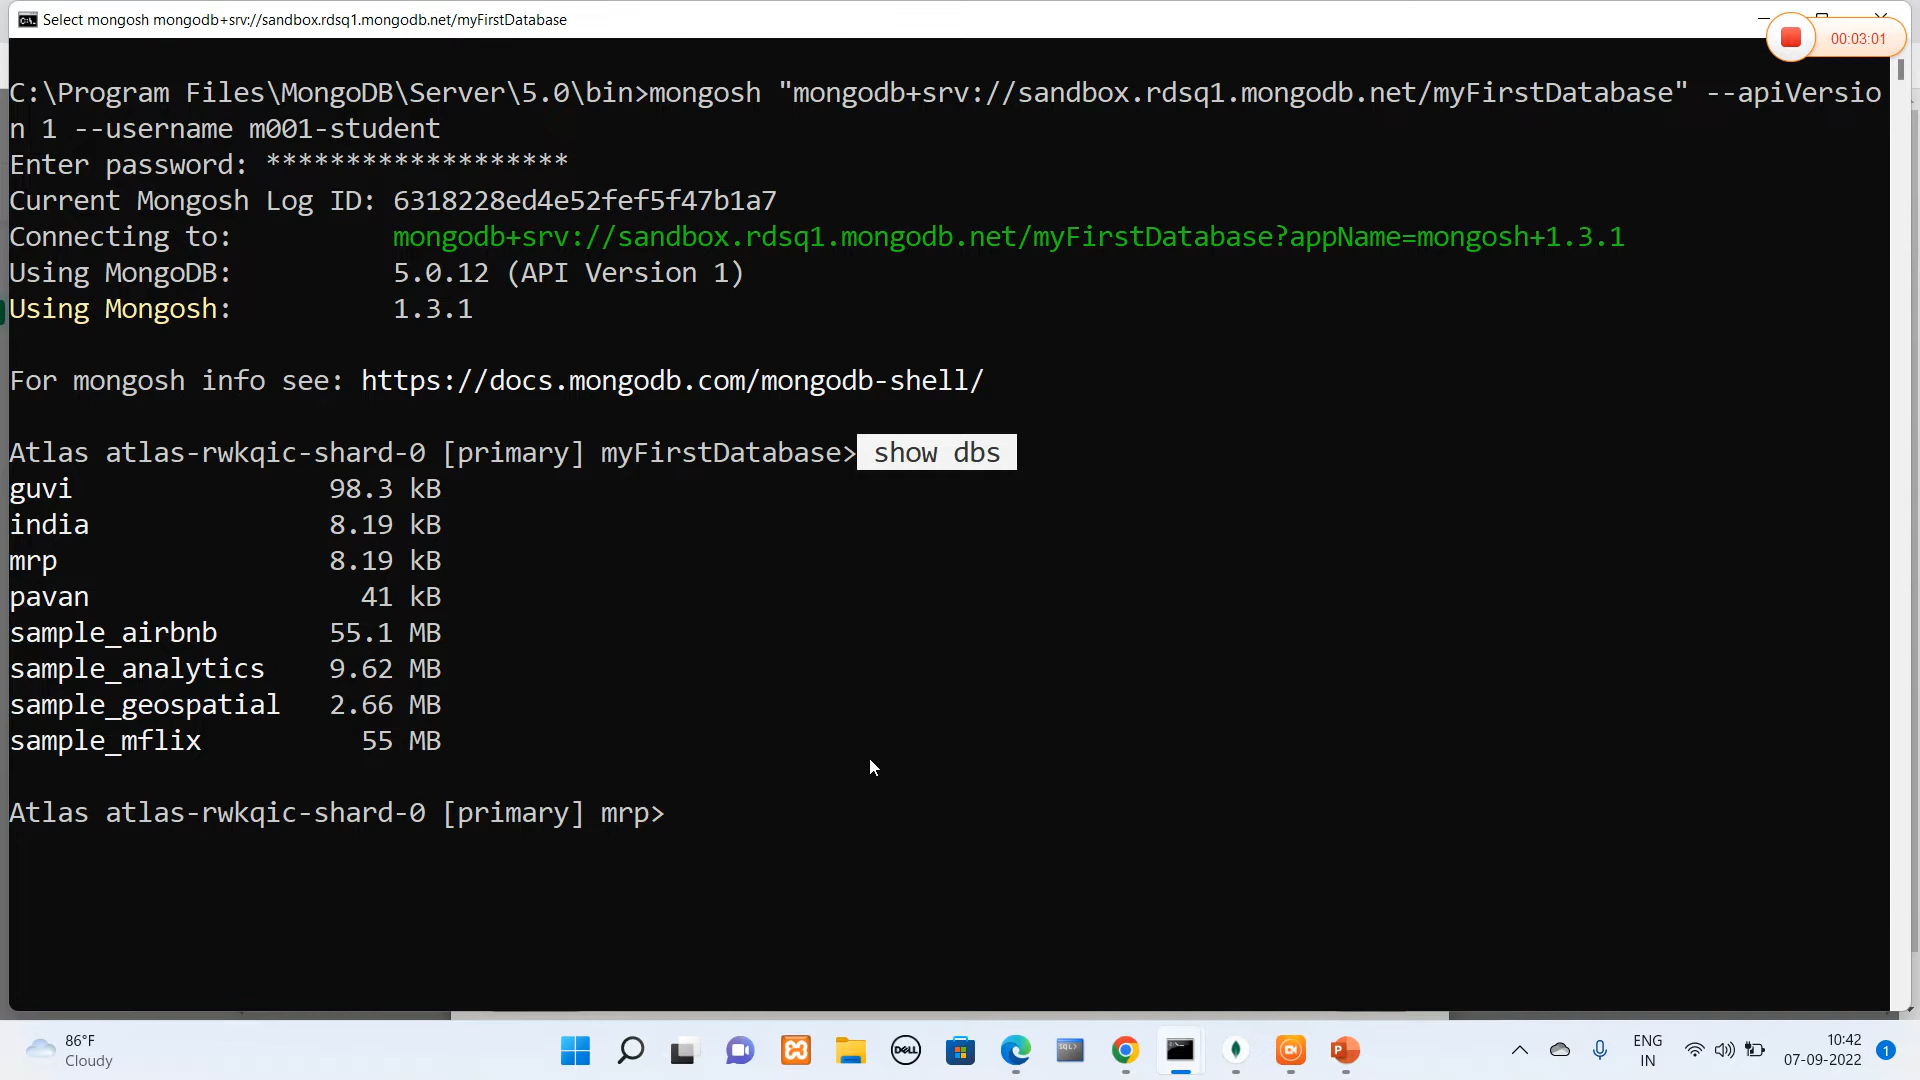 Select mongosh mongodb+srv://sandbox.rdsq1.mongodb.net/myFirstDatabase
00:03:01
C:\Program Files\MongoDB\Server\5.0\bin>mongosh "mongodb+srv://sandbox.rdsq1.mongodb.net/myFirstDatabase" --apiVersio
n 1 --username m001-student
Enter password: *******************
Current Mongosh Log ID: 6318228ed4e52fef5f47b1a7
Connecting to: mongodb+srv://sandbox.rdsq1.mongodb.net/myFirstDatabase?appName=mongosh+1.3.1
Using MongoDB: 5.0.12 (API Version 1)
Using Mongosh: 1.3.1
For mongosh info see: https://docs.mongodb.com/mongodb-shell/
Atlas atlas-rwkqic-shard-0 [primary] myFirstDatabase> show dbs
guvi 98.3 kB
india 8.19 kB
mrp 8.19 kB
pavan 41 kB
sample_airbnb 55.1 MB
sample_analytics 9.62 MB
sample_geospatial 2.66 MB
sample_mflix 55 MB
Atlas atlas-rwkqic-shard-0 [primary] mrp>
86°F
Cloudy
DELL
SQL>
P
ENG
IN
10:42
07-09-2022
1